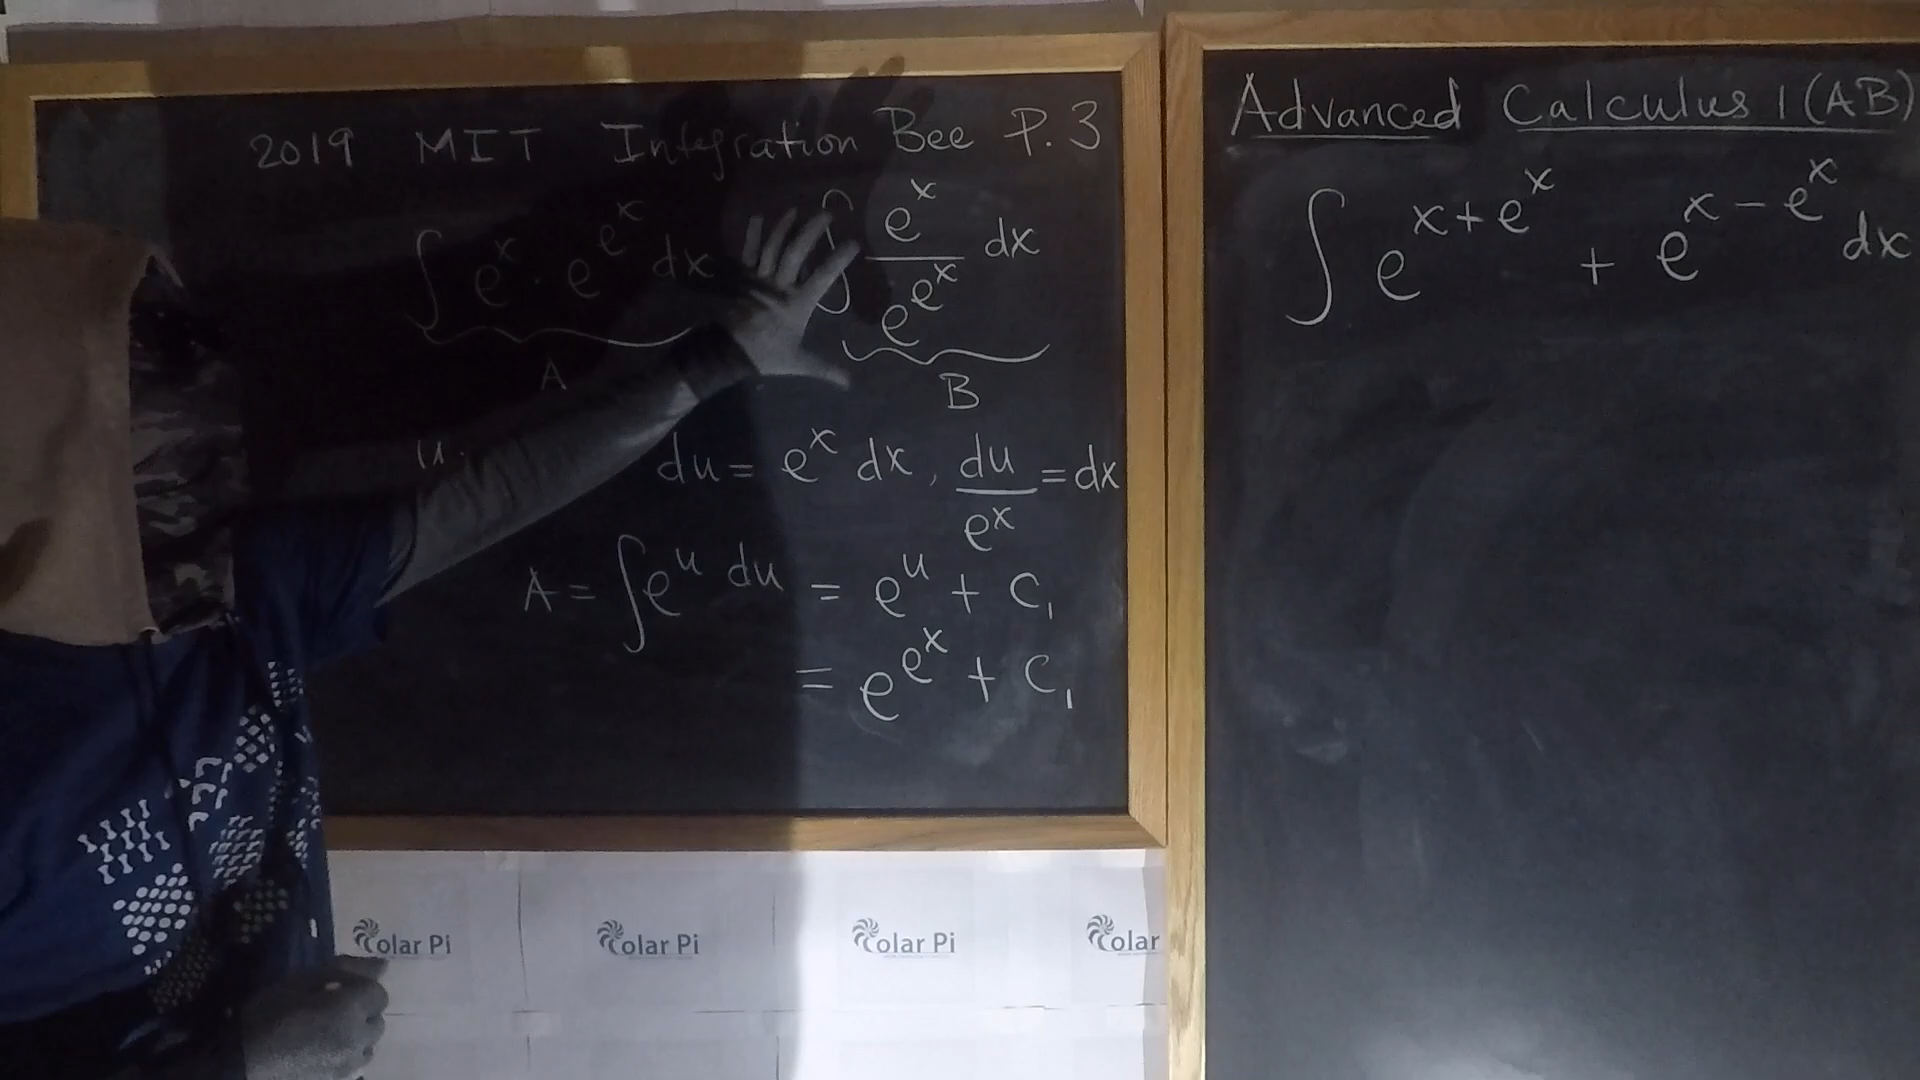 2019 MIT Integration Bee P. 3
∫ e^x · e^(e^x) dx ∫ e^x / e^(e^x) dx
A B
u du = e^x dx, du / e^x = dx
A = ∫ e^u du = e^u + C₁
= e^(e^x) + C₁
Advanced Calculus 1 (AB)
∫ e^(x+e^x) + e^(x−e^x) dx
Colar Pi Colar Pi Colar Pi Colar